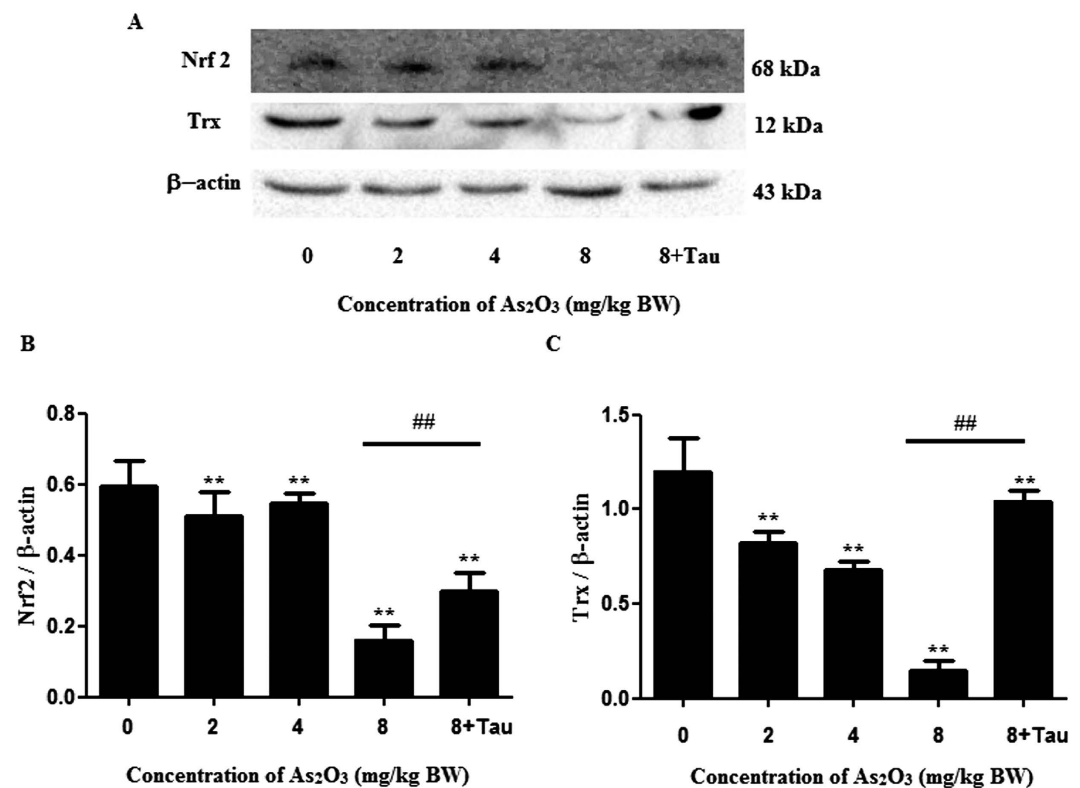 A
Nrf 2
68 kDa
Trx
12 kDa
β−actin
43 kDa
0 2 4 8 8+Tau
Concentration of As₂O₃ (mg/kg BW)
B
Nrf2 / β-actin
0.8
0.6
0.4
0.2
0.0
**
**
**
**
##
0 2 4 8 8+Tau
Concentration of As₂O₃ (mg/kg BW)
C
Trx / β-actin
1.5
1.0
0.5
0.0
**
**
**
**
##
0 2 4 8 8+Tau
Concentration of As₂O₃ (mg/kg BW)